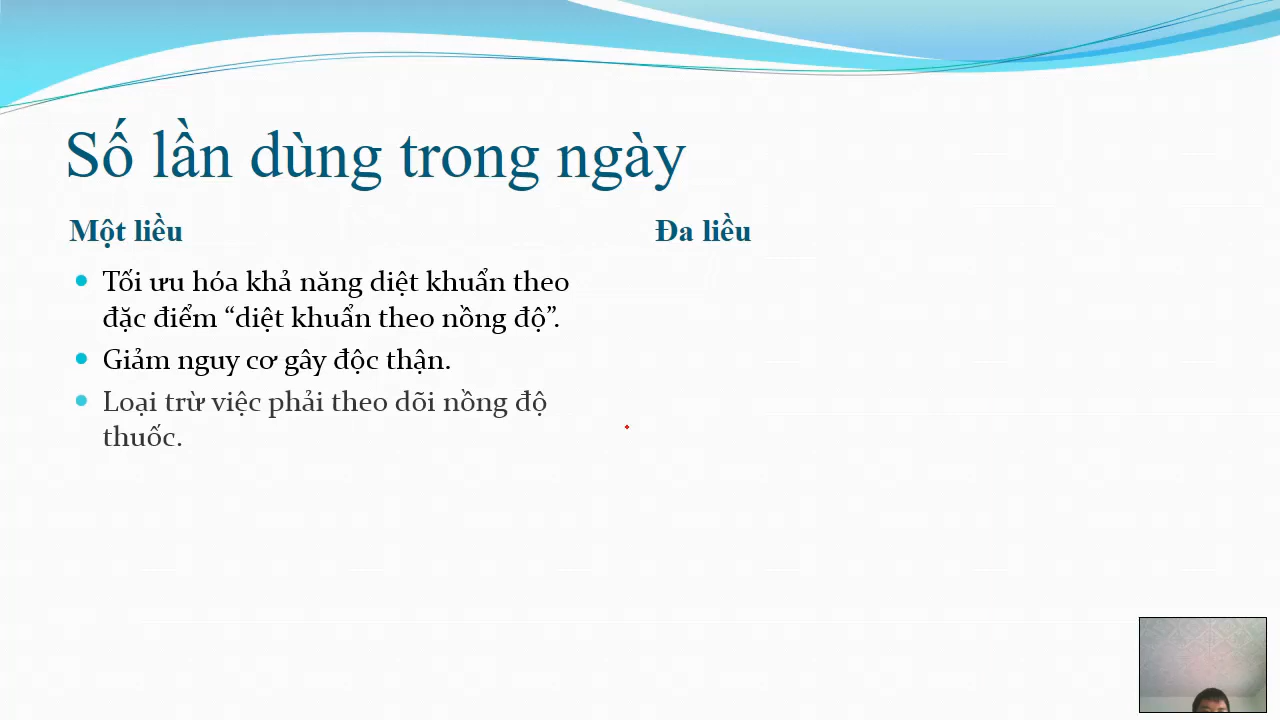 Số lần dùng trong ngày
Một liều
Tối ưu hóa khả năng diệt khuẩn theo
đặc điểm “diệt khuẩn theo nồng độ”.
Giảm nguy cơ gây độc thận.
Loại trừ việc phải theo dõi nồng độ
thuốc.
Đa liều